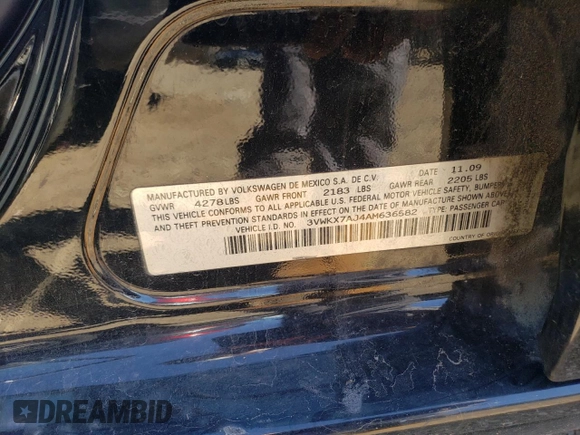 MANUFACTURED BY VOLKSWAGEN DE MEXICO S.A. DE C.V. DATE 11.09
GVWR 4278LBS GAWR FRONT 2183 LBS GAWR REAR 2205 LBS
THIS VEHICLE CONFORMS TO ALL APPLICABLE U.S. FEDERAL MOTOR VEHICLE SAFETY, BUMPER
AND THEFT PREVENTION STANDARDS IN EFFECT ON THE DATE OF MANUFACTURE SHOWN ABOVE
VEHICLE I.D. NO. 3VWKX7AJ4AM636582 TYPE: PASSENGER CAR
COUNTRY OF
DREAMBID